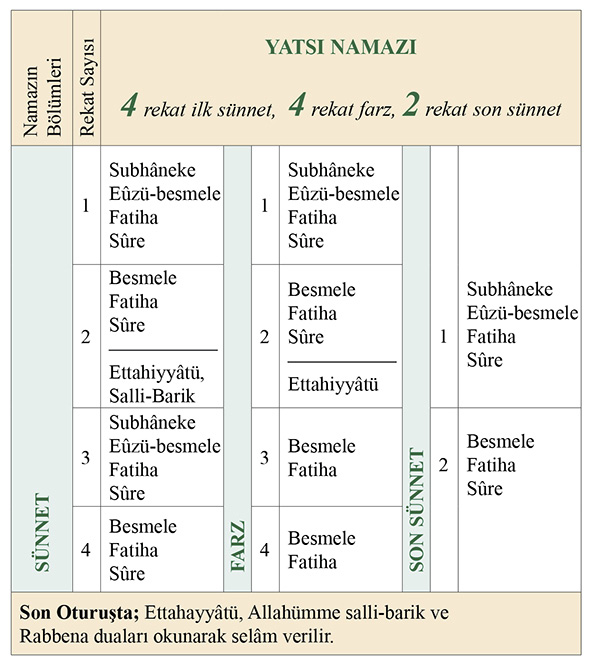 Namazın
Bölümleri
Rekat Sayısı
YATSI NAMAZI
4 rekat ilk sünnet, 4 rekat farz, 2 rekat son sünnet
SÜNNET
1
Subhâneke
Eûzü-besmele
Fatiha
Sûre
2
Besmele
Fatiha
Sûre
Ettahiyyâtü,
Salli-Barik
3
Subhâneke
Eûzü-besmele
Fatiha
Sûre
4
Besmele
Fatiha
Sûre
FARZ
1
Subhâneke
Eûzü-besmele
Fatiha
Sûre
2
Besmele
Fatiha
Sûre
Ettahiyyâtü
3
Besmele
Fatiha
4
Besmele
Fatiha
SON SÜNNET
1
Subhâneke
Eûzü-besmele
Fatiha
Sûre
2
Besmele
Fatiha
Sûre
Son Oturuşta; Ettahayyâtü, Allahümme salli-barik ve
Rabbena duaları okunarak selâm verilir.